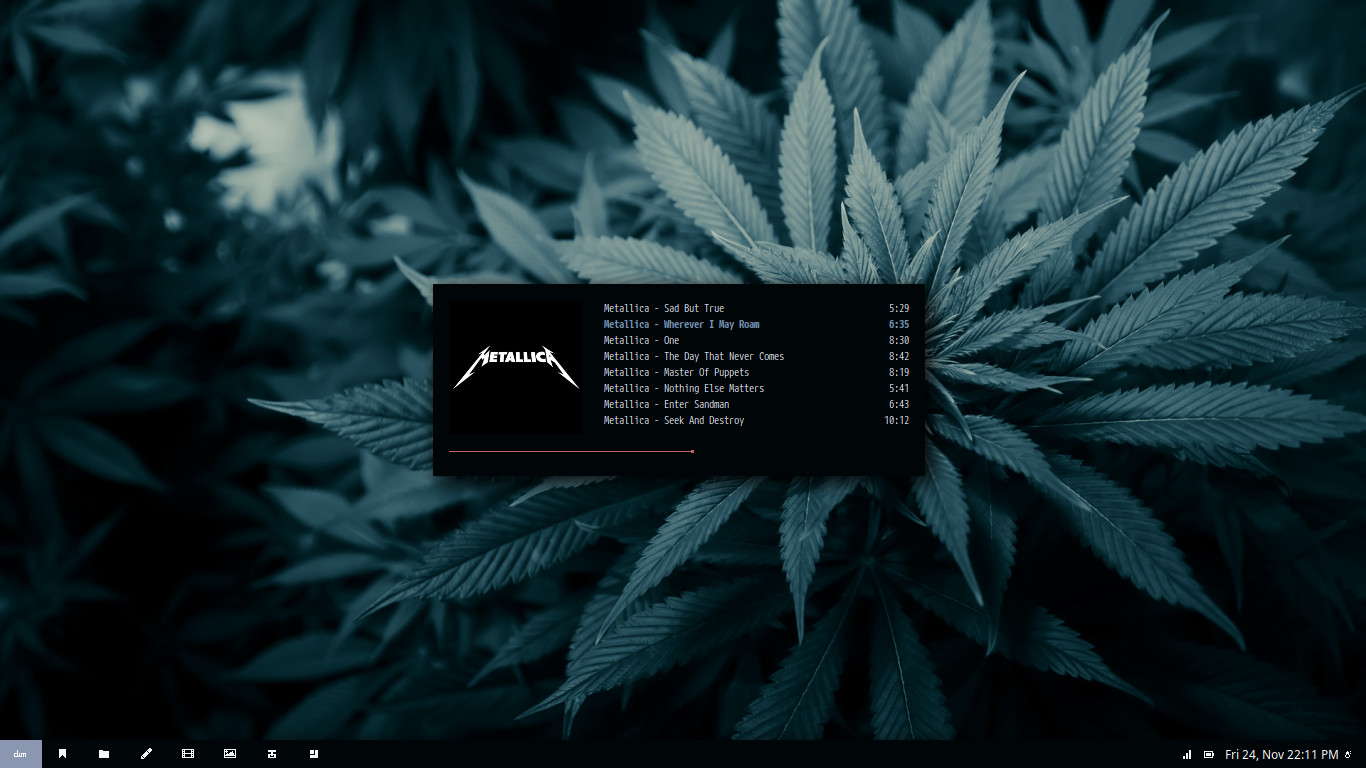 METALLICA
Metallica - Sad But True 5:29
Metallica - Wherever I May Roam 6:35
Metallica - One 8:30
Metallica - The Day That Never Comes 8:42
Metallica - Master Of Puppets 8:19
Metallica - Nothing Else Matters 5:41
Metallica - Enter Sandman 6:43
Metallica - Seek And Destroy 10:12
Fri 24, Nov 22:11 PM